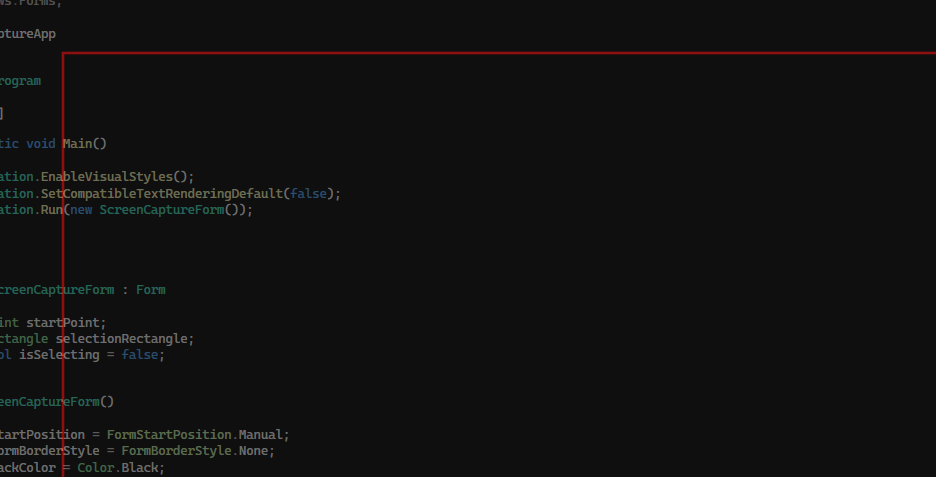 ws.Forms;
ptureApp
rogram
]
tic void Main()
ation.EnableVisualStyles();
ation.SetCompatibleTextRenderingDefault(false);
ation.Run(new ScreenCaptureForm());
creenCaptureForm : Form
int startPoint;
ctangle selectionRectangle;
ol isSelecting = false;
eenCaptureForm()
tartPosition = FormStartPosition.Manual;
ormBorderStyle = FormBorderStyle.None;
ackColor = Color.Black;